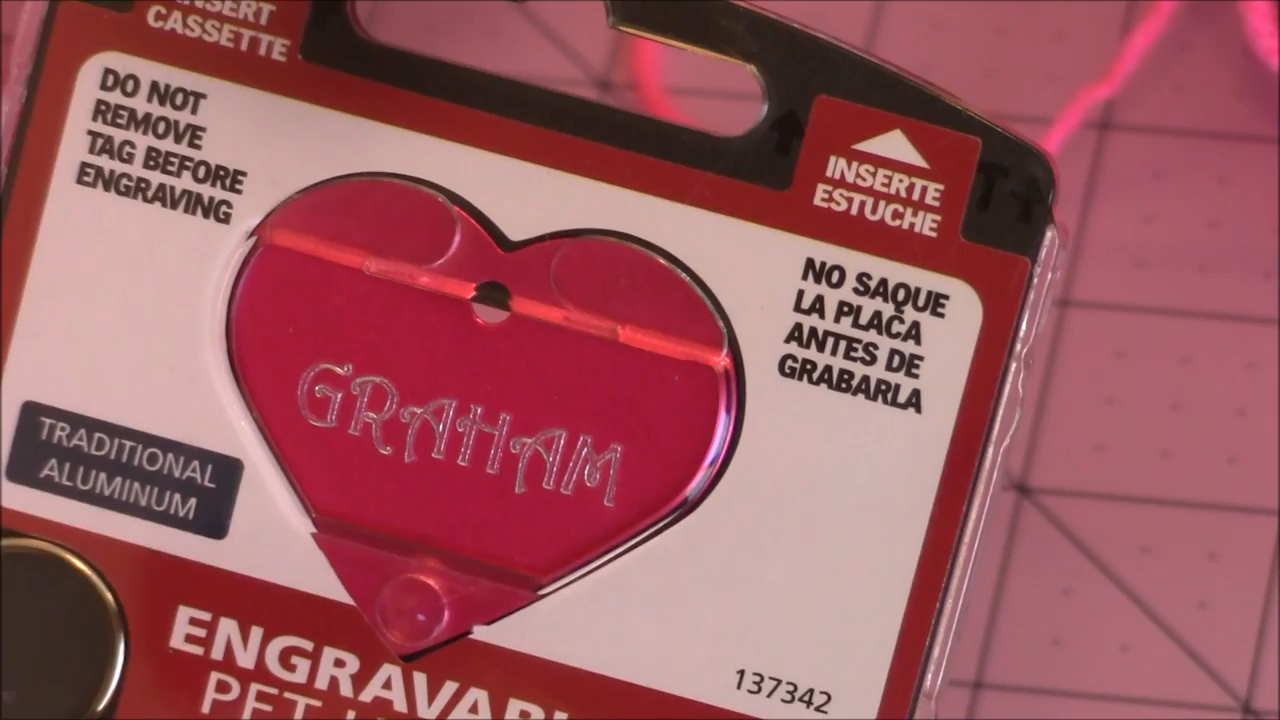 INSERT
CASSETTE
DO NOT
REMOVE
TAG BEFORE
ENGRAVING
INSERTE
ESTUCHE
NO SAQUE
LA PLACA
ANTES DE
GRABARLA
GRAHAM
TRADITIONAL
ALUMINUM
137342
ENGRAVAB
PET